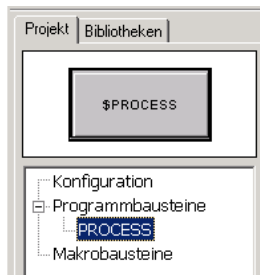 Projekt Bibliotheken
$PROCESS
Konfiguration
Programmbausteine
PROCESS
Makrobausteine